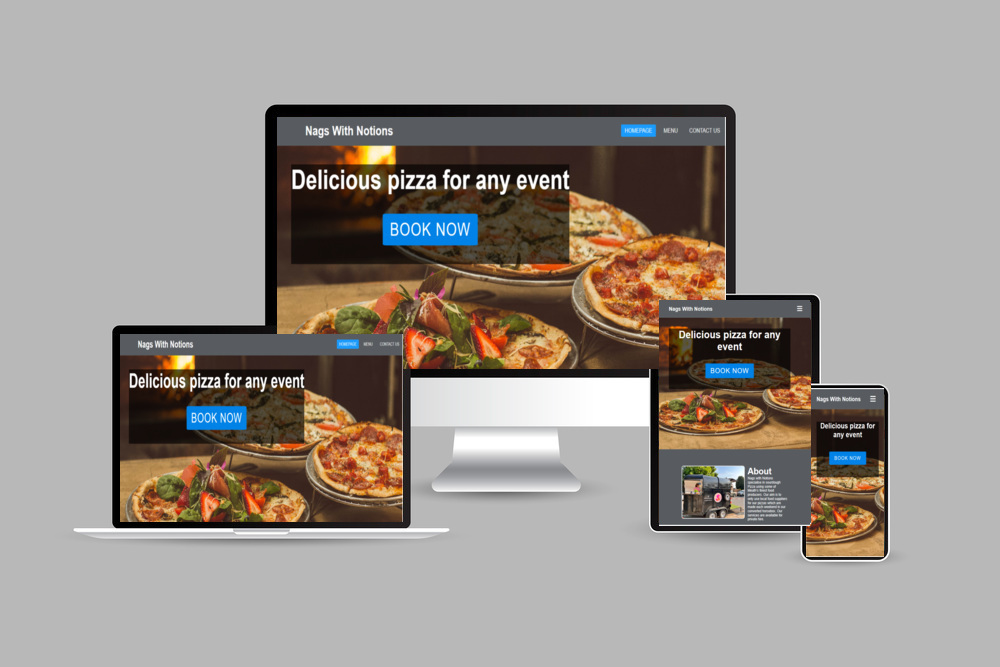 Nags With Notions
HOMEPAGE MENU CONTACT US
Delicious pizza for any event
BOOK NOW
Nags With Notions
HOMEPAGE MENU CONTACT US
Delicious pizza for any event
BOOK NOW
Nags With Notions
Delicious pizza for any
event
BOOK NOW
About
Nags With Notions
Delicious pizza for any
event
BOOK NOW